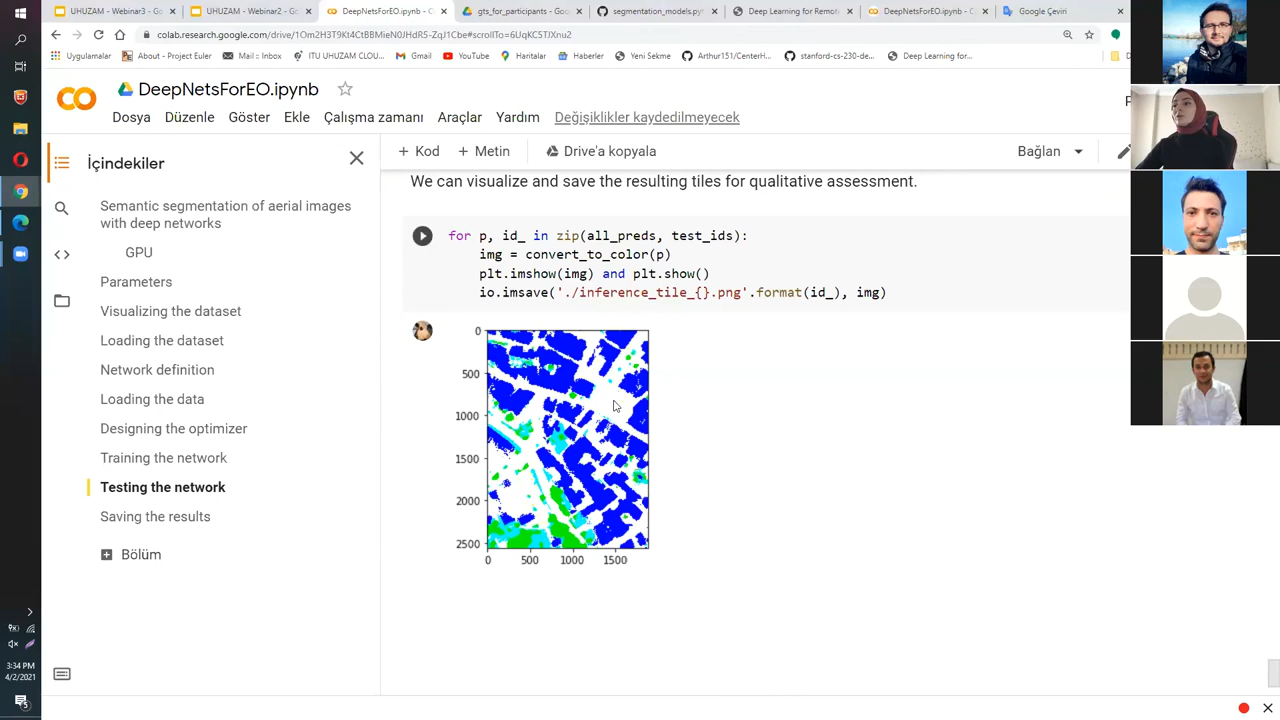 UHUZAM - Webinar3 - Goo
UHUZAM - Webinar2 - Goo
DeepNetsForEO.ipynb - C
gts_for_participants - Goo
segmentation_models.pyt
Deep Learning for Remot
DeepNetsForEO.ipynb - C
Google Çeviri
colab.research.google.com/drive/1Om2H3T9Kt4CtBBMieN0JHdR5-ZqJ1Cbe#scrollTo=6U9zC5TJXnu2
Uygulamalar
About - Project Euler
Mail :: Inbox
ITU UHUZAM CLOU...
Gmail
YouTube
Haritalar
Haberler
Yeni Sekme
Arthur151/CenterH...
stanford-cs-230-de...
Deep Learning for...
DeepNetsForEO.ipynb
Dosya Düzenle Göster Ekle Çalışma zamanı Araçlar Yardım Değişiklikler kaydedilmeyecek
İçindekiler
Semantic segmentation of aerial images
with deep networks
GPU
Parameters
Visualizing the dataset
Loading the dataset
Network definition
Loading the data
Designing the optimizer
Training the network
Testing the network
Saving the results
Bölüm
+ Kod + Metin Drive'a kopyala
Bağlan
We can visualize and save the resulting tiles for qualitative assessment.
for p, id_ in zip(all_preds, test_ids):
img = convert_to_color(p)
plt.imshow(img) and plt.show()
io.imsave('./inference_tile_{}.png'.format(id_), img)
0
500
1000
1500
2000
2500
0 500 1000 1500
3:34 PM
4/2/2021
5